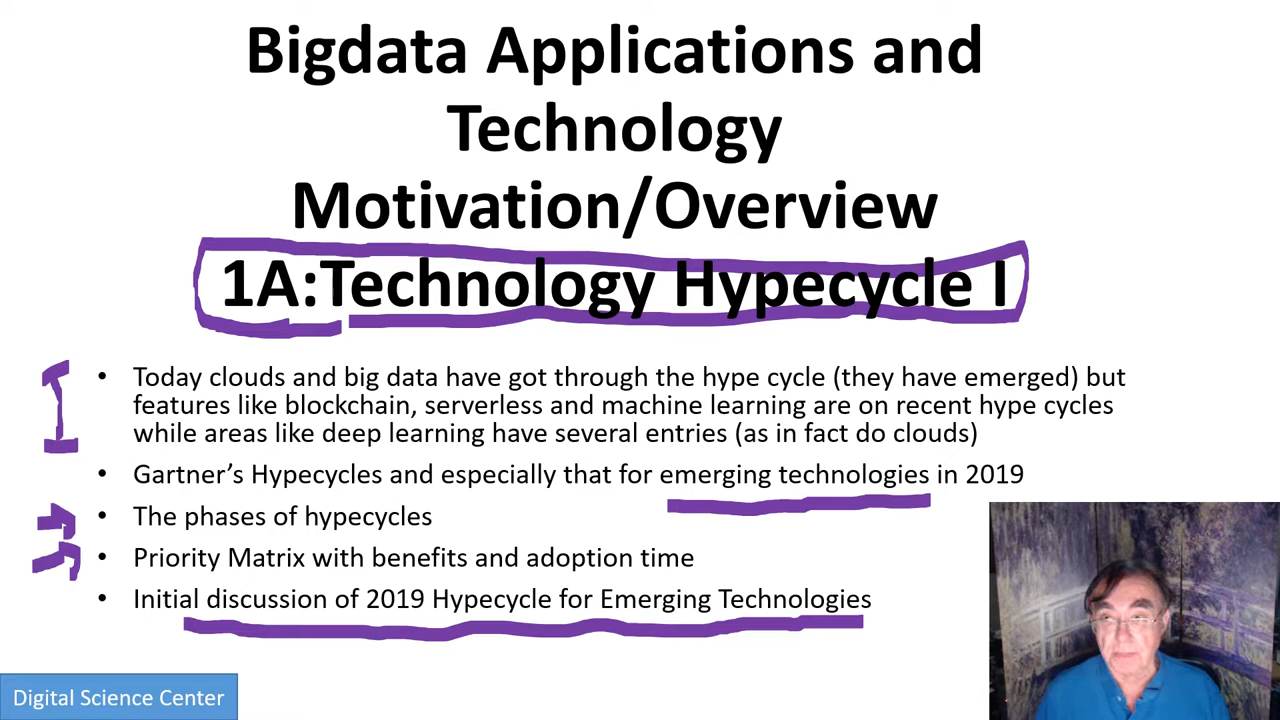 Bigdata Applications and
Technology
Motivation/Overview
1A:Technology Hypecycle I
• Today clouds and big data have got through the hype cycle (they have emerged) but
features like blockchain, serverless and machine learning are on recent hype cycles
while areas like deep learning have several entries (as in fact do clouds)
• Gartner’s Hypecycles and especially that for emerging technologies in 2019
• The phases of hypecycles
• Priority Matrix with benefits and adoption time
• Initial discussion of 2019 Hypecycle for Emerging Technologies
Digital Science Center